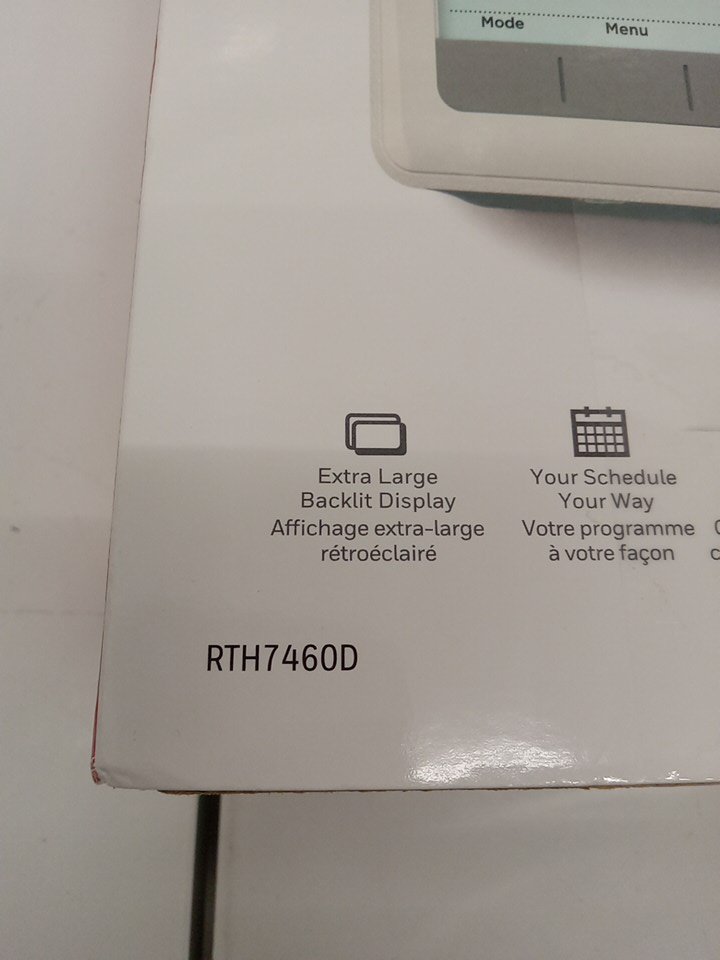 Mode Menu
Extra Large
Backlit Display
Affichage extra-large
rétroéclairé
Your Schedule
Your Way
Votre programme
à votre façon
RTH7460D